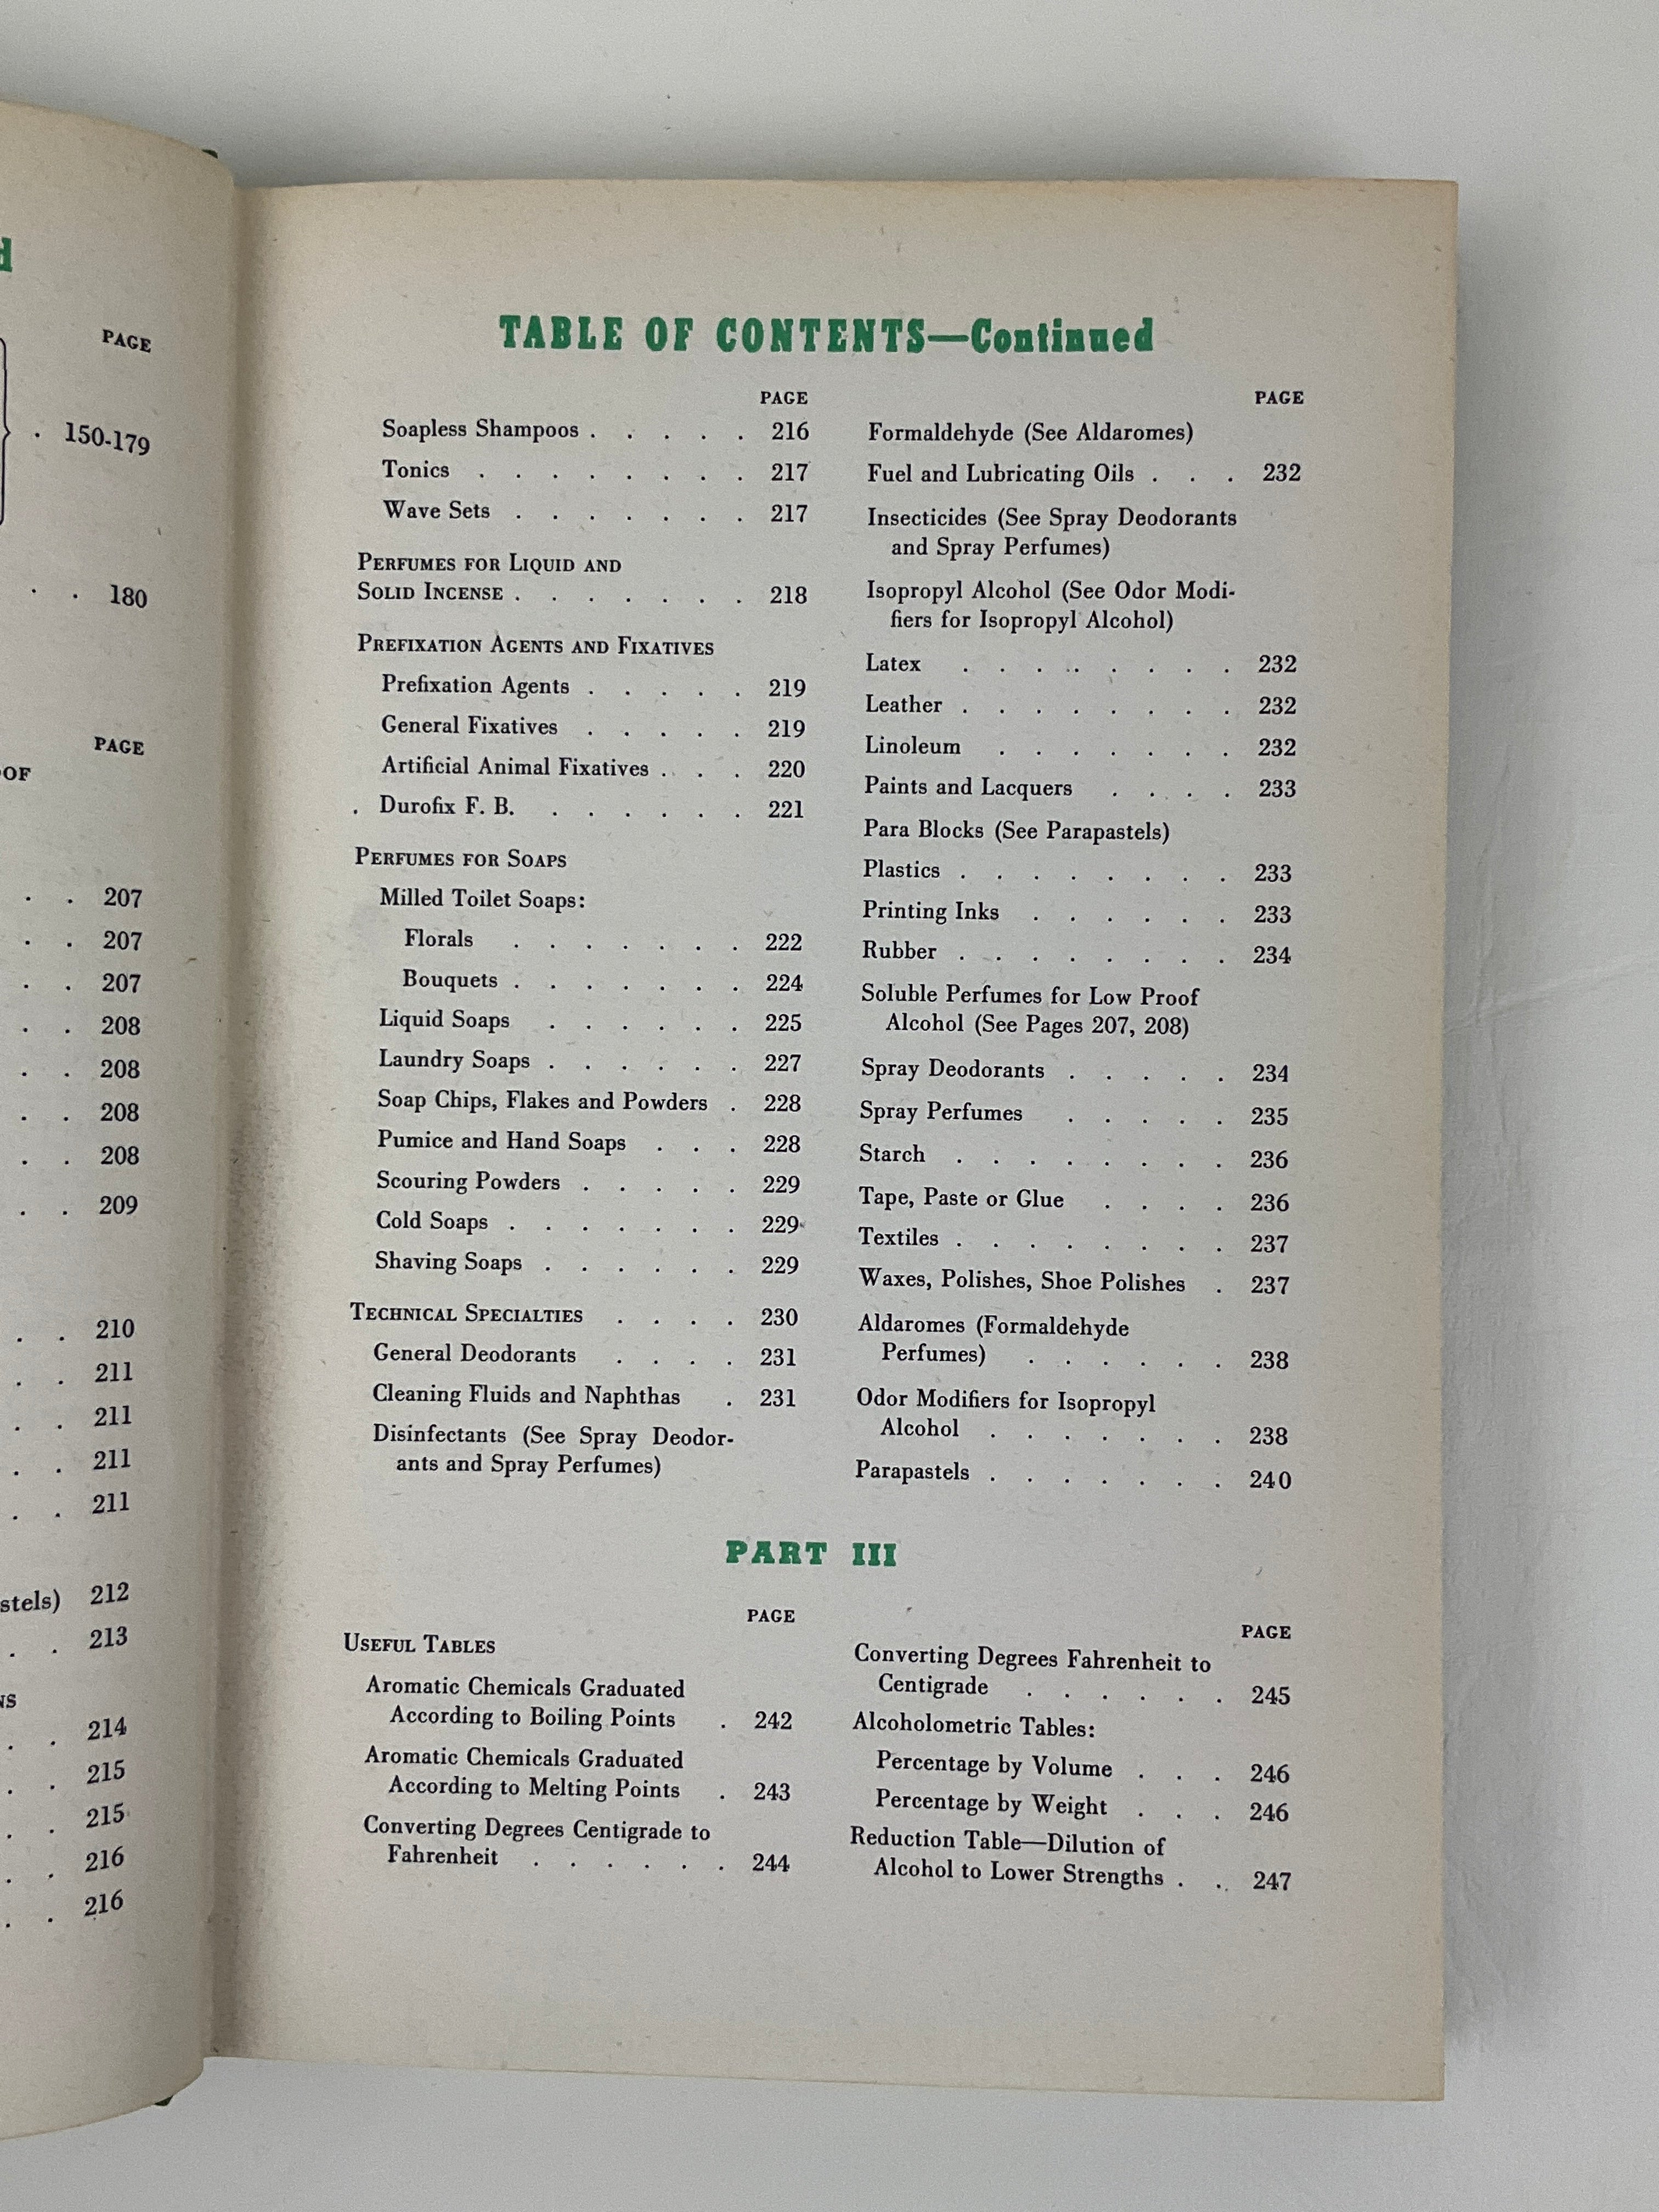 d
PAGE
. 150-179
. . 180
PAGE
OF
. . 207
. . 207
. . 207
. . 208
. . 208
. . 208
. . 208
. . 209
. . 210
. . 211
. . 211
. . 211
. . 211
stels) 212
. . 213
NS
. . 214
. . 215
. . 215
. . 216
. . 216
TABLE OF CONTENTS—Continued
PAGE
Soapless Shampoos . . . . . 216
Tonics . . . . . . . . 217
Wave Sets . . . . . . . 217
PERFUMES FOR LIQUID AND
SOLID INCENSE . . . . . . . 218
PREFIXATION AGENTS AND FIXATIVES
Prefixation Agents . . . . . 219
General Fixatives . . . . . 219
Artificial Animal Fixatives . . . 220
. Durofix F. B. . . . . . . 221
PERFUMES FOR SOAPS
Milled Toilet Soaps:
Florals . . . . . . . 222
Bouquets . . . . . . . 224
Liquid Soaps . . . . . . 225
Laundry Soaps . . . . . . 227
Soap Chips, Flakes and Powders . 228
Pumice and Hand Soaps . . . 228
Scouring Powders . . . . . 229
Cold Soaps . . . . . . . 229
Shaving Soaps . . . . . . 229
TECHNICAL SPECIALTIES . . . . 230
General Deodorants . . . . 231
Cleaning Fluids and Naphthas . 231
Disinfectants (See Spray Deodor-
ants and Spray Perfumes)
PAGE
Formaldehyde (See Aldaromes)
Fuel and Lubricating Oils . . . 232
Insecticides (See Spray Deodorants
and Spray Perfumes)
Isopropyl Alcohol (See Odor Modi-
fiers for Isopropyl Alcohol)
Latex . . . . . . . . 232
Leather . . . . . . . . 232
Linoleum . . . . . . . 232
Paints and Lacquers . . . . 233
Para Blocks (See Parapastels)
Plastics . . . . . . . . 233
Printing Inks . . . . . . 233
Rubber . . . . . . . . 234
Soluble Perfumes for Low Proof
Alcohol (See Pages 207, 208)
Spray Deodorants . . . . . 234
Spray Perfumes . . . . . 235
Starch . . . . . . . . 236
Tape, Paste or Glue . . . . 236
Textiles . . . . . . . . 237
Waxes, Polishes, Shoe Polishes . 237
Aldaromes (Formaldehyde
Perfumes) . . . . . . 238
Odor Modifiers for Isopropyl
Alcohol . . . . . . . 238
Parapastels . . . . . . . 240
PART III
PAGE
USEFUL TABLES
Aromatic Chemicals Graduated
According to Boiling Points . 242
Aromatic Chemicals Graduated
According to Melting Points . 243
Converting Degrees Centigrade to
Fahrenheit . . . . . . 244
PAGE
Converting Degrees Fahrenheit to
Centigrade . . . . . . 245
Alcoholometric Tables:
Percentage by Volume . . . 246
Percentage by Weight . . . 246
Reduction Table—Dilution of
Alcohol to Lower Strengths . . 247